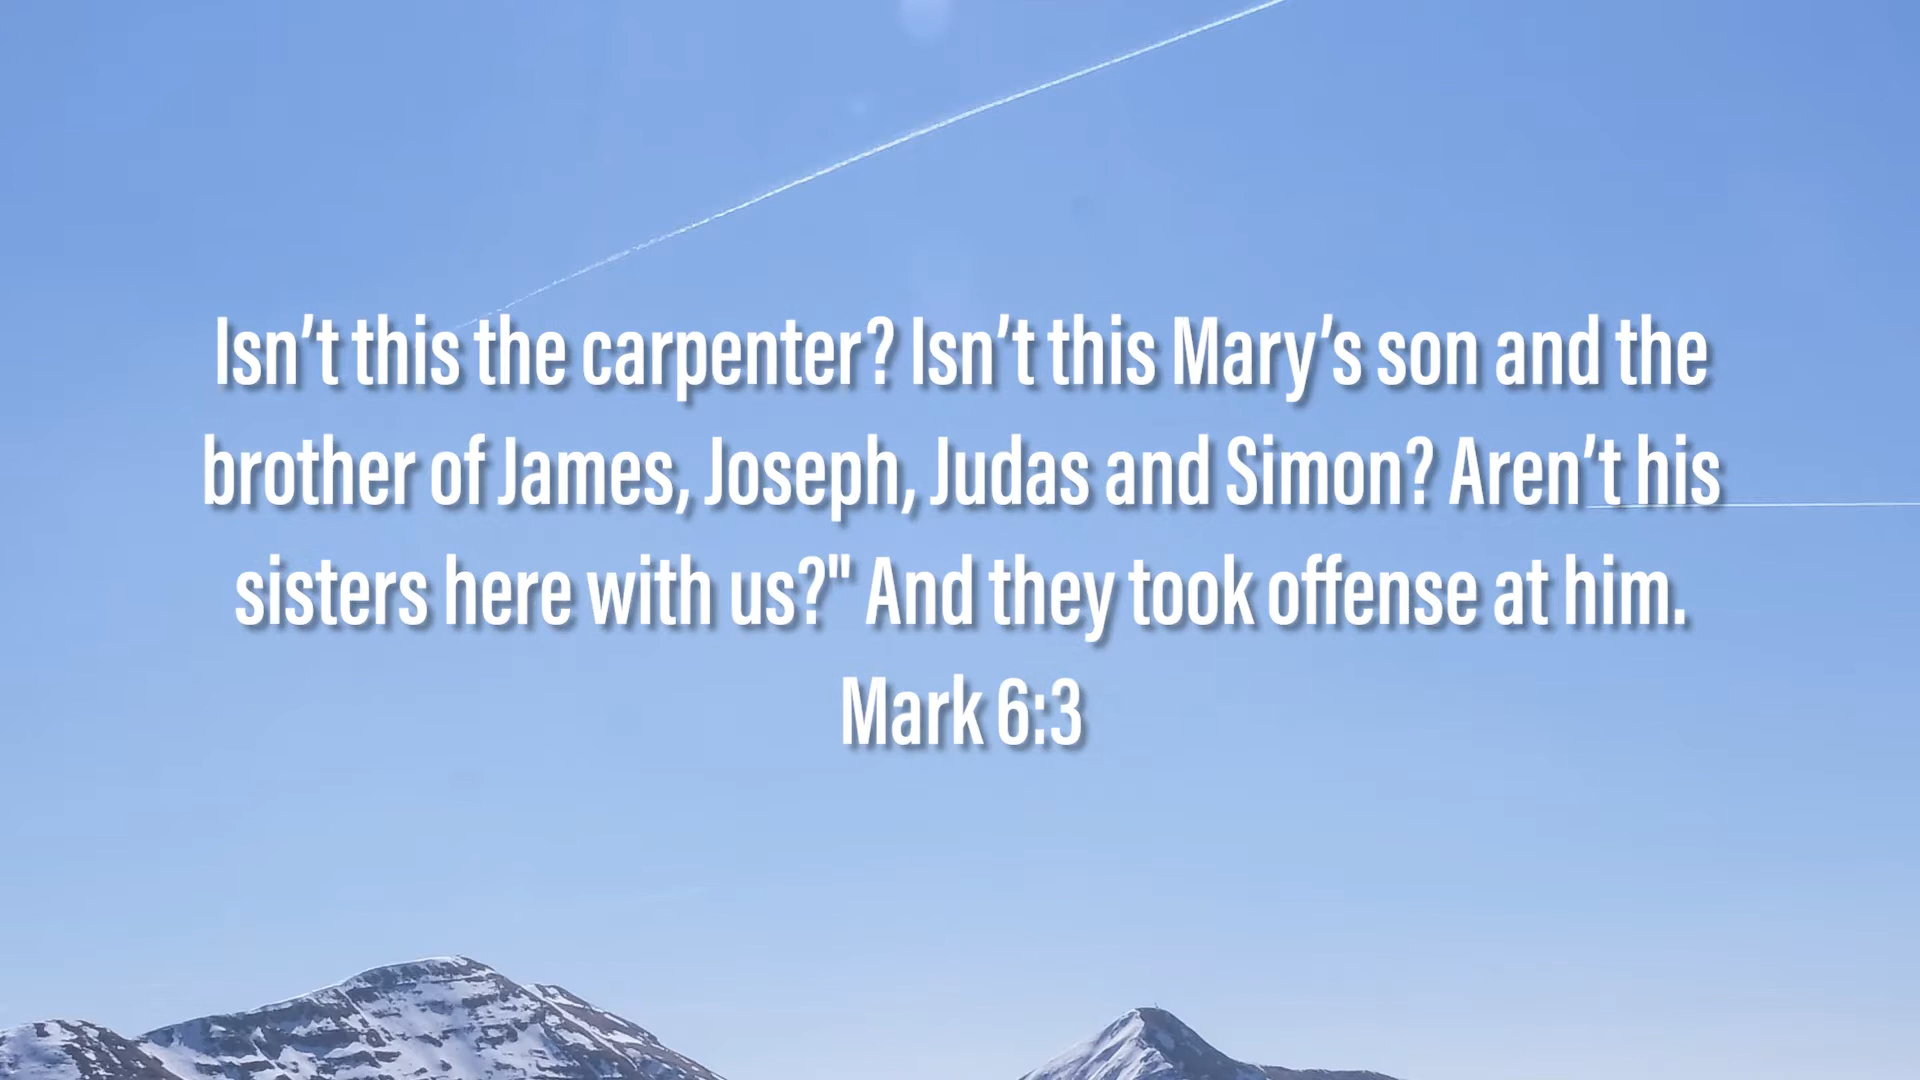 Isn’t this the carpenter? Isn’t this Mary’s son and the
brother of James, Joseph, Judas and Simon? Aren’t his
sisters here with us?" And they took offense at him.
Mark 6:3